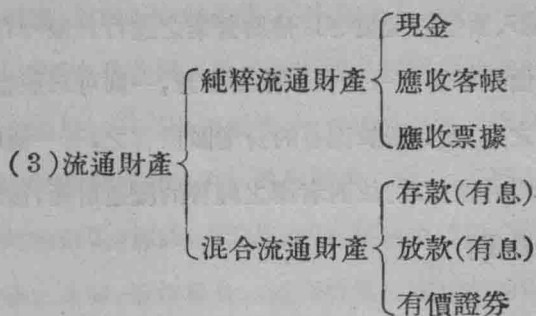 (3)流通財產
純粹流通財產
現金
應收客帳
應收票據
混合流通財產
存款(有息)
放款(有息)
有價證券